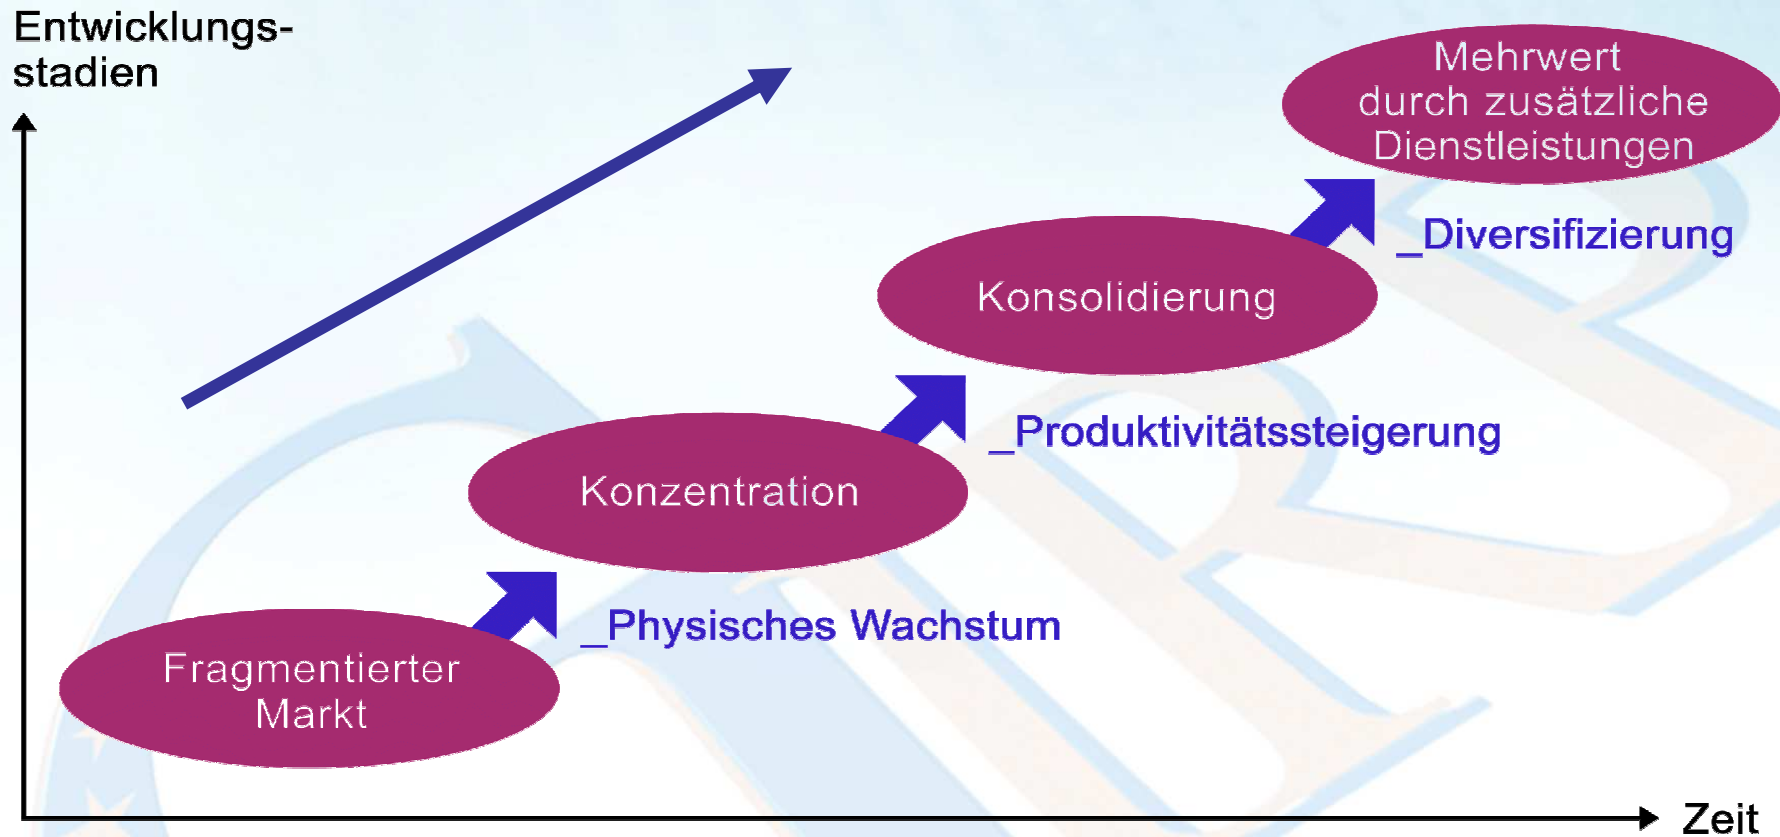 Entwicklungs-
stadien
Mehrwert
durch zusätzliche
Dienstleistungen
_Diversifizierung
Konsolidierung
_Produktivitätssteigerung
Konzentration
_Physisches Wachstum
Fragmentierter
Markt
Zeit